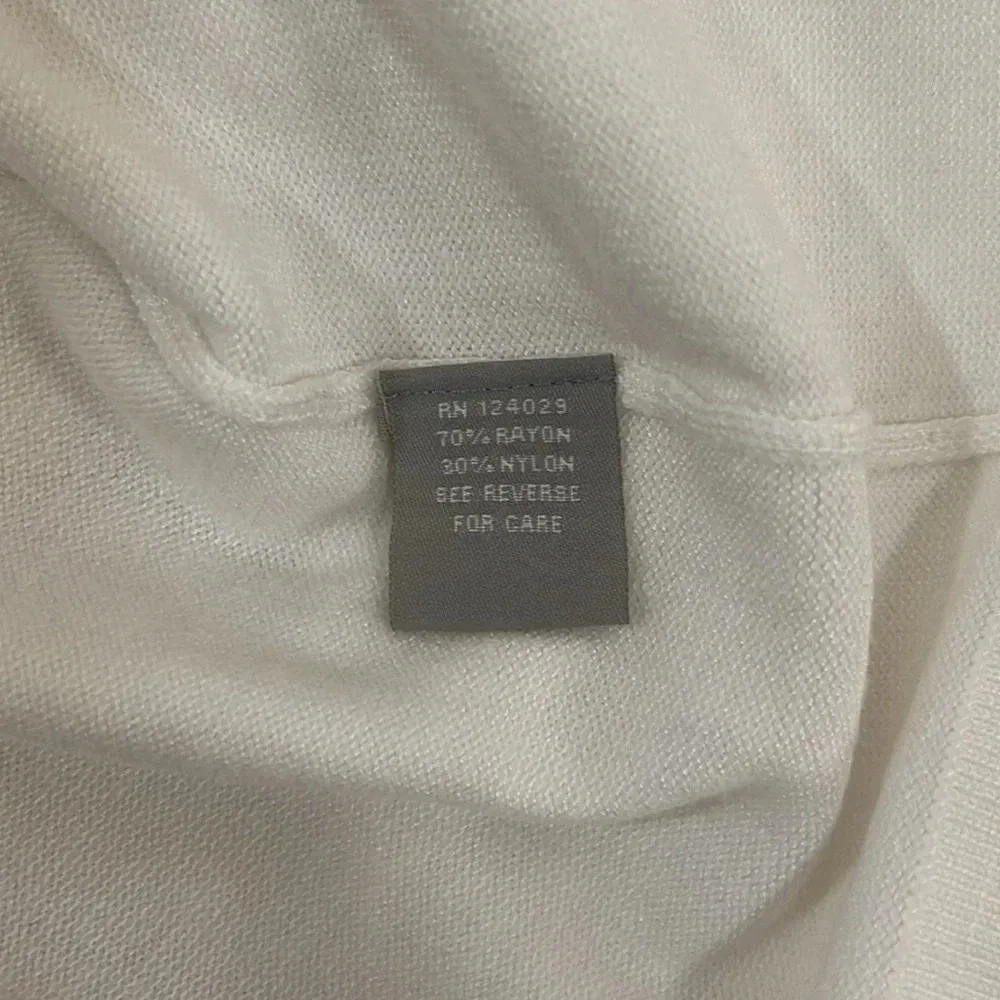 RN 124029
70% RAYON
30% NYLON
SEE REVERSE
FOR CARE